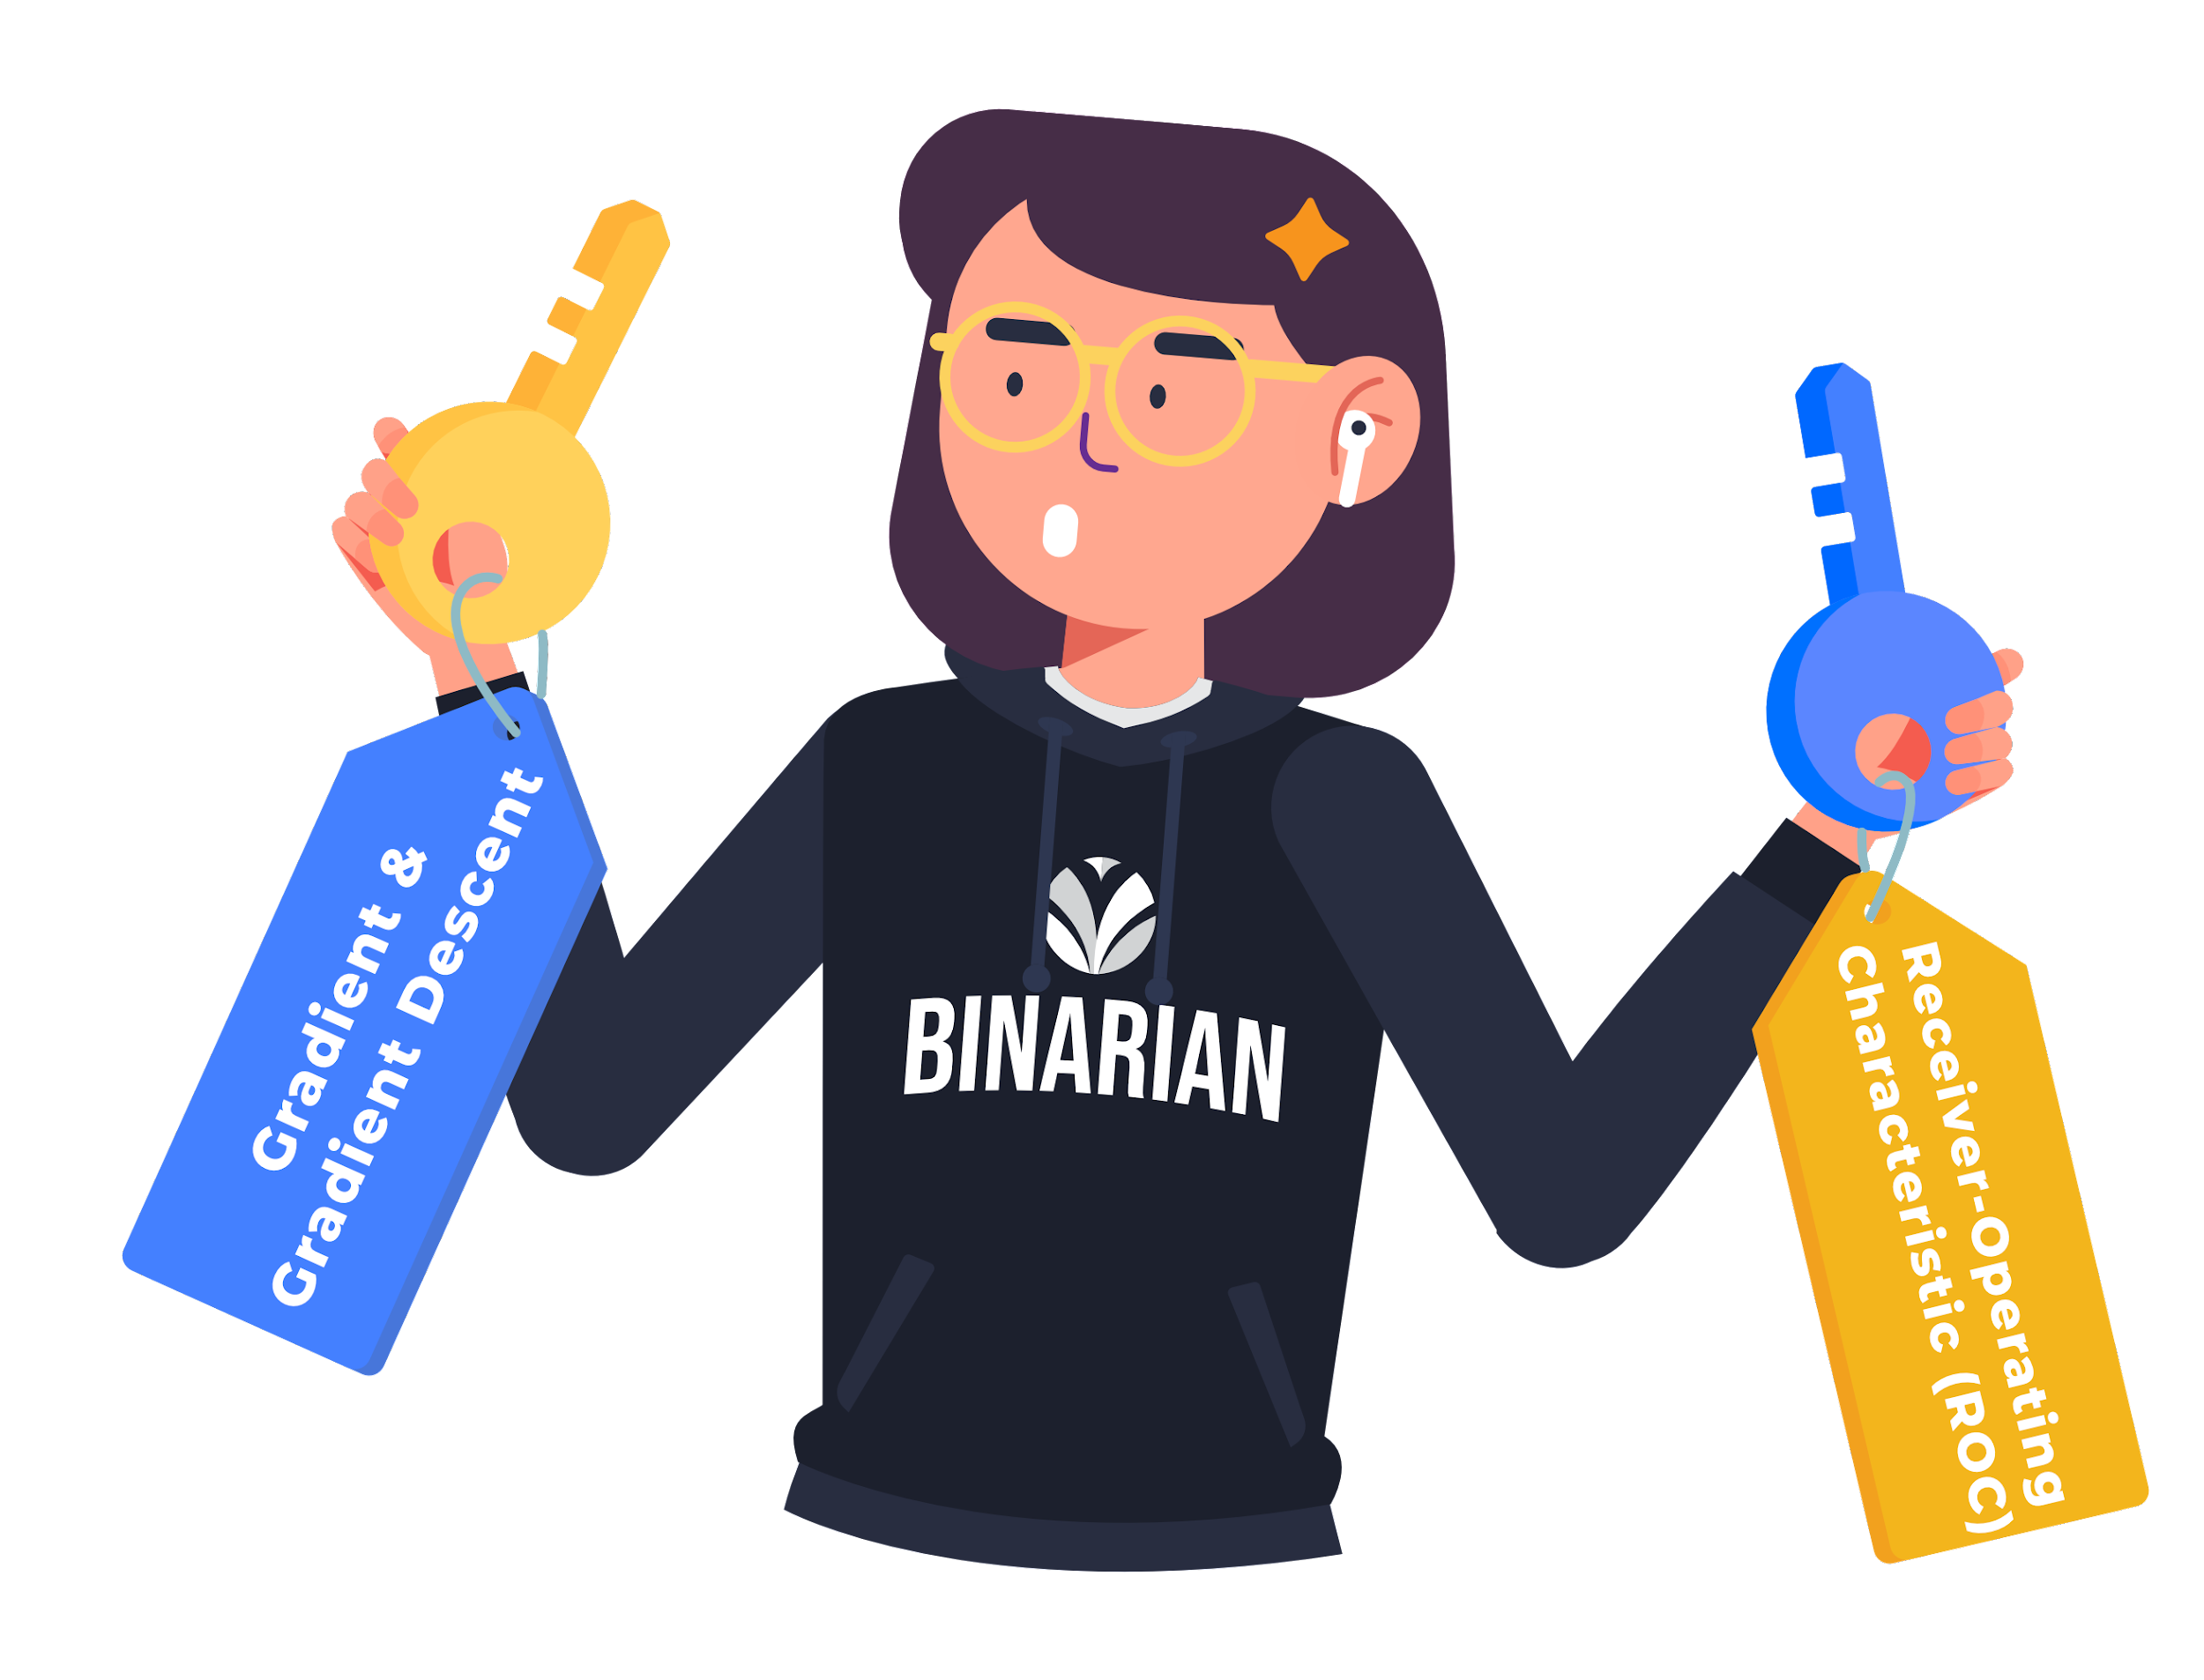 Gradient &
Gradient Descent
BINARIAN
Receiver-Operating
Characteristic (ROC)